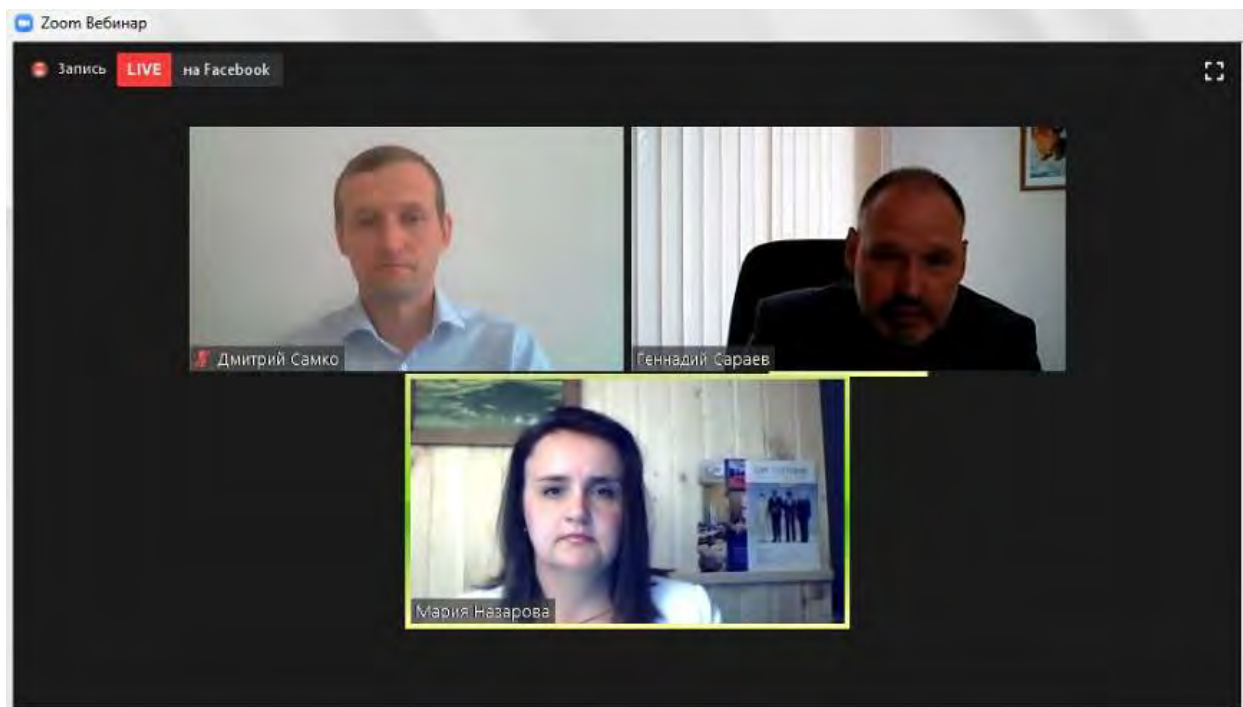 Zoom Вебинар
Запись LIVE на Facebook
Дмитрий Самко
Геннадий Сараев
Мария Назарова